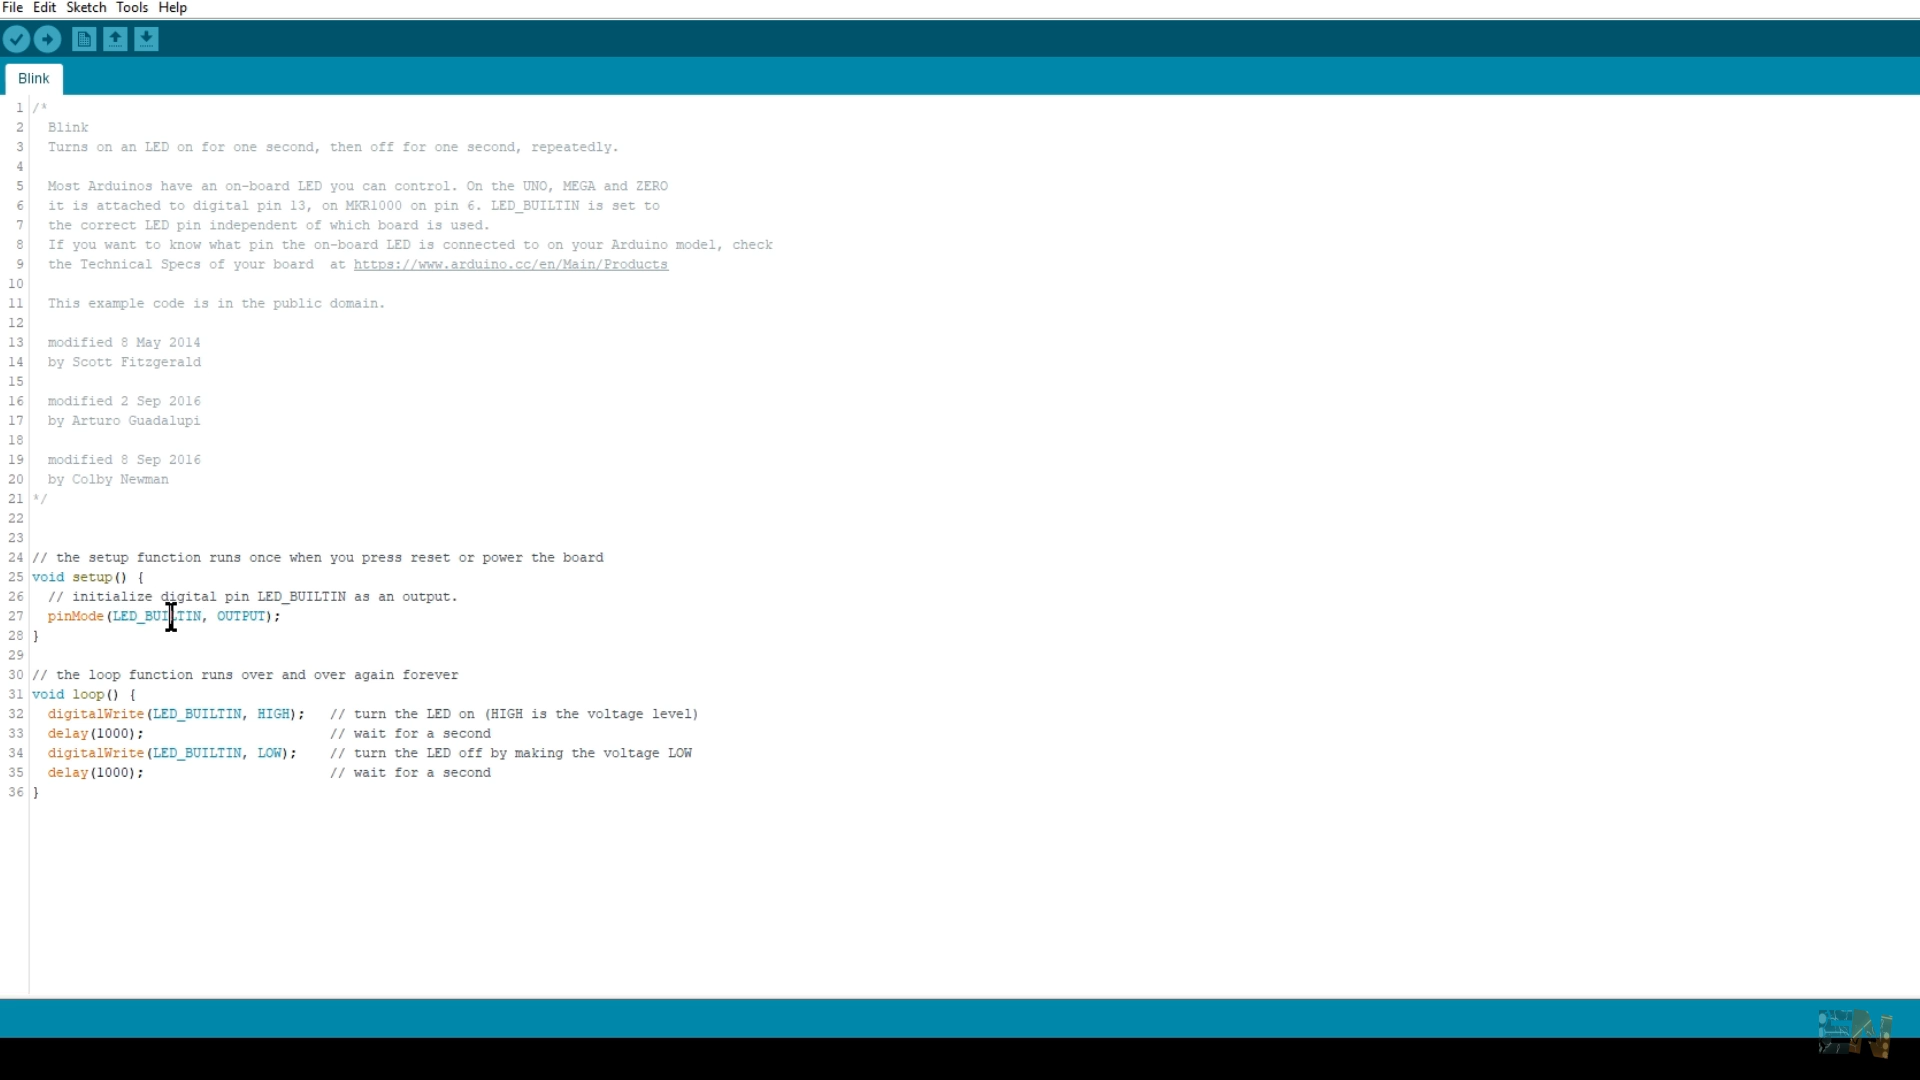 File Edit Sketch Tools Help
Blink
1 /*
2 Blink
3 Turns on an LED on for one second, then off for one second, repeatedly.
4
5 Most Arduinos have an on-board LED you can control. On the UNO, MEGA and ZERO
6 it is attached to digital pin 13, on MKR1000 on pin 6. LED_BUILTIN is set to
7 the correct LED pin independent of which board is used.
8 If you want to know what pin the on-board LED is connected to on your Arduino model, check
9 the Technical Specs of your board  at https://www.arduino.cc/en/Main/Products
10
11 This example code is in the public domain.
12
13 modified 8 May 2014
14 by Scott Fitzgerald
15
16 modified 2 Sep 2016
17 by Arturo Guadalupi
18
19 modified 8 Sep 2016
20 by Colby Newman
21 */
22
23
24 // the setup function runs once when you press reset or power the board
25 void setup() {
26 // initialize digital pin LED_BUILTIN as an output.
27 pinMode(LED_BUILTIN, OUTPUT);
28 }
29
30 // the loop function runs over and over again forever
31 void loop() {
32 digitalWrite(LED_BUILTIN, HIGH);   // turn the LED on (HIGH is the voltage level)
33 delay(1000);                       // wait for a second
34 digitalWrite(LED_BUILTIN, LOW);    // turn the LED off by making the voltage LOW
35 delay(1000);                       // wait for a second
36 }
EN